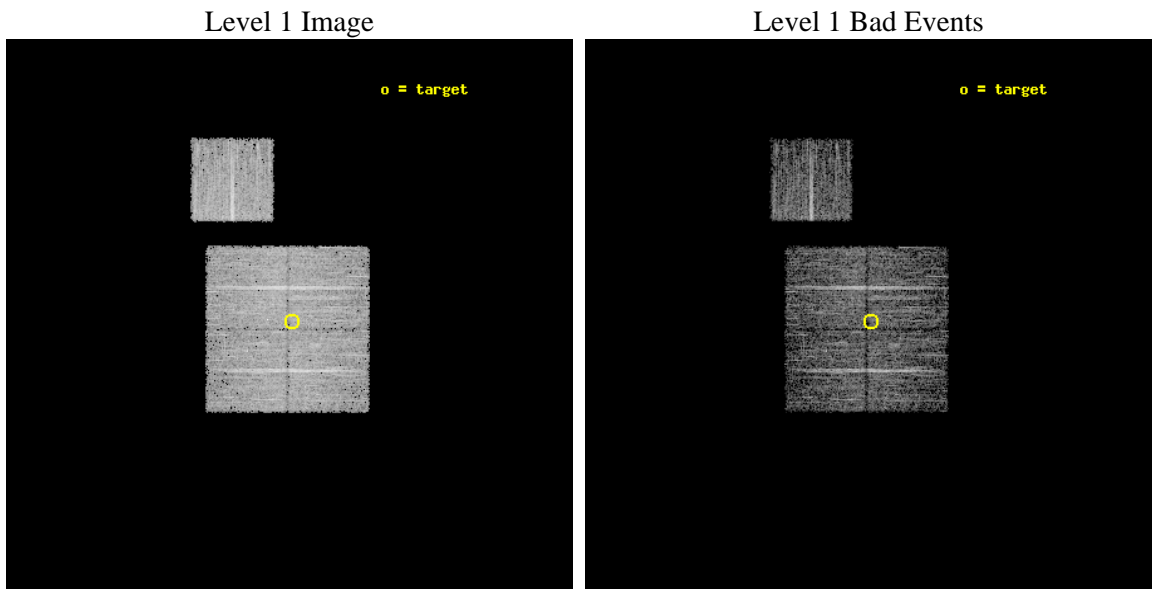 Level 1 Image
Level 1 Bad Events
o = target
o = target